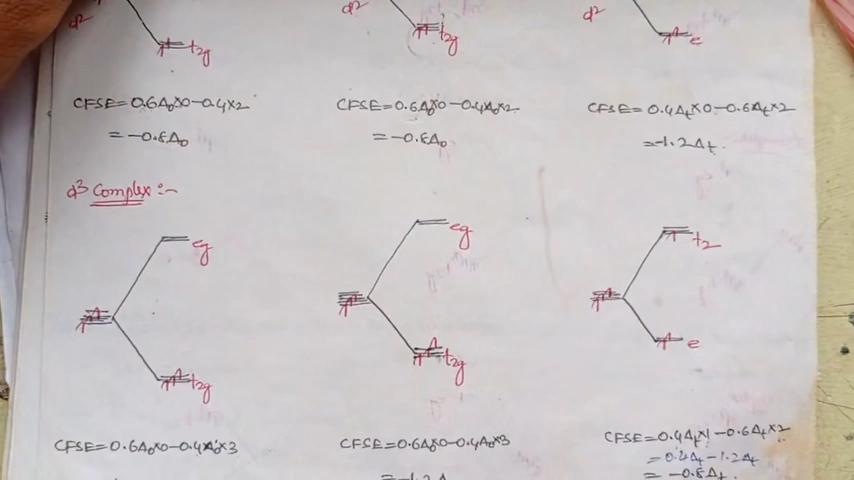 d² d² d²
t₂g t₂g e
CFSE=0.6Δ₀×0-0.4×2 CFSE=0.6Δ₀×0-0.4Δ₀×2 CFSE=0.4Δt×0-0.6Δt×2
=-0.8Δ₀ =-0.8Δ₀ =-1.2Δt
d³ Complex:-
eg eg t₂
t₂g t₂g e
CFSE=0.6Δ₀×0-0.4Δ₀×3 CFSE=0.6Δ₀×0-0.4Δ₀×3 CFSE=0.4Δt×1-0.6Δt×2
=0.4Δt-1.2Δt
=-1.2Δ =-0.8Δt